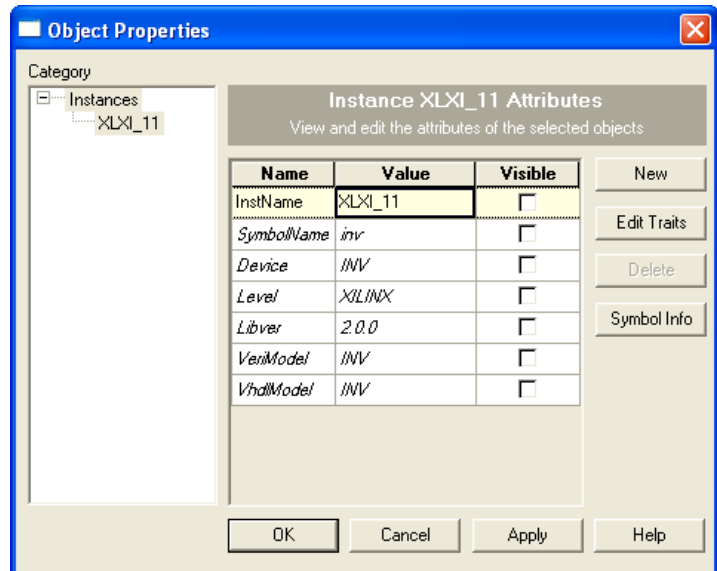 Object Properties
Category
Instances
XLXI_11
Instance XLXI_11 Attributes
View and edit the attributes of the selected objects
Name Value Visible
InstName XLXI_11
SymbolName inv
Device INV
Level XILINX
Libver 2.0.0
VeriModel INV
VhdlModel INV
New
Edit Traits
Delete
Symbol Info
OK Cancel Apply Help